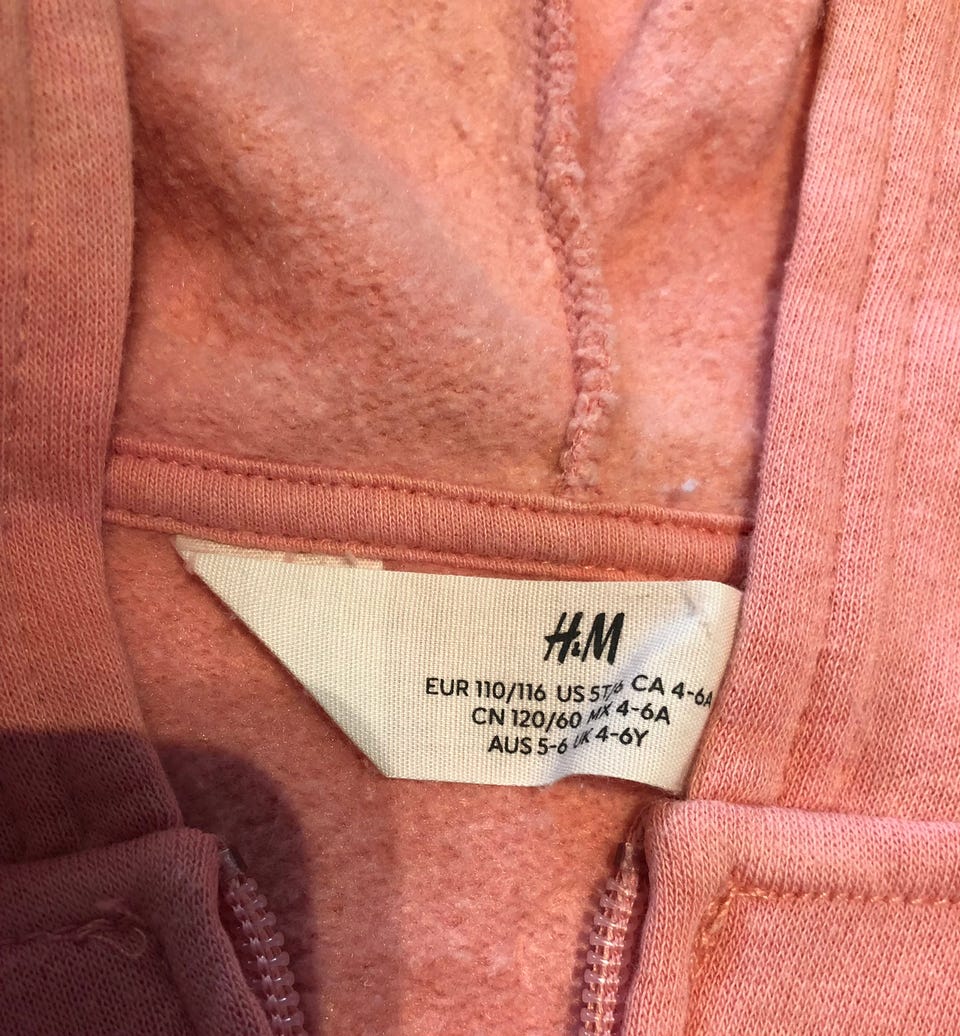 H&M
EUR 110/116 US 5T/6 CA 4-6A
CN 120/60 MX 4-6A
AUS 5-6 UK 4-6Y